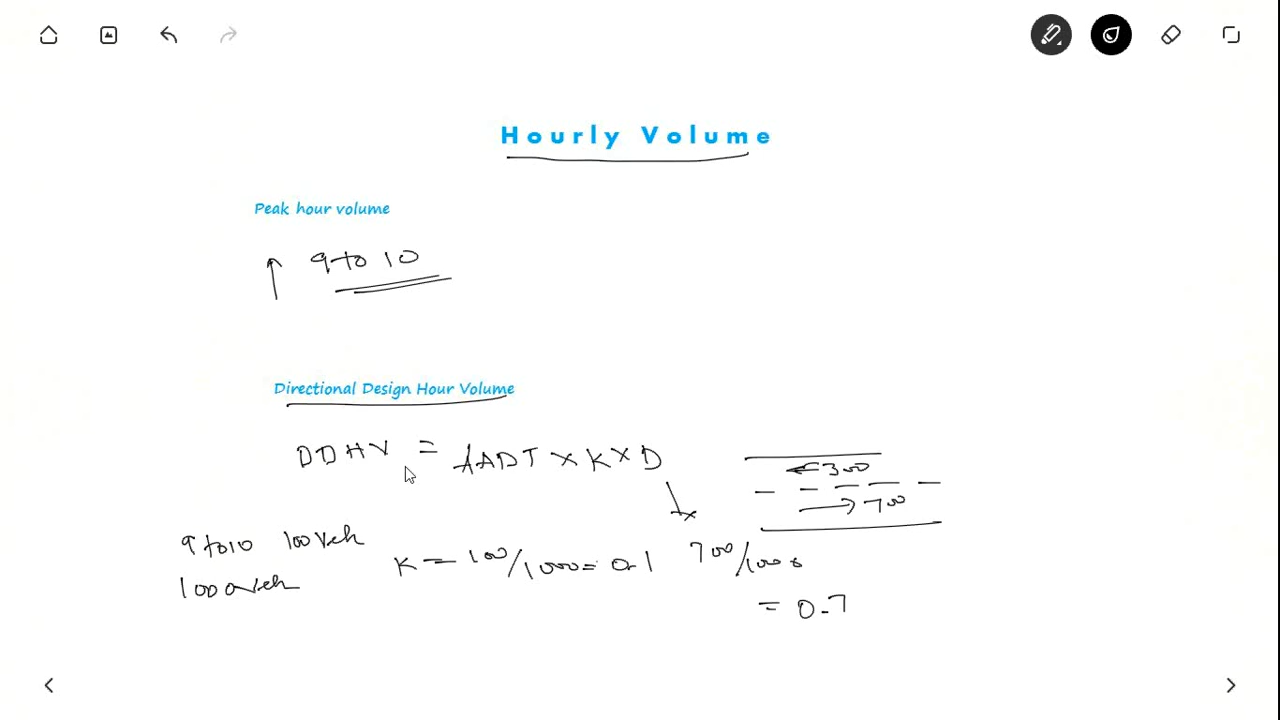 Hourly Volume
Peak hour volume
9 to 10
Directional Design Hour Volume
DDHV = AADT × K × D
← 300
→ 700
9 to 10 100 veh
1000 veh
K = 100/1000 = 0.1
700/1000
= 0.7